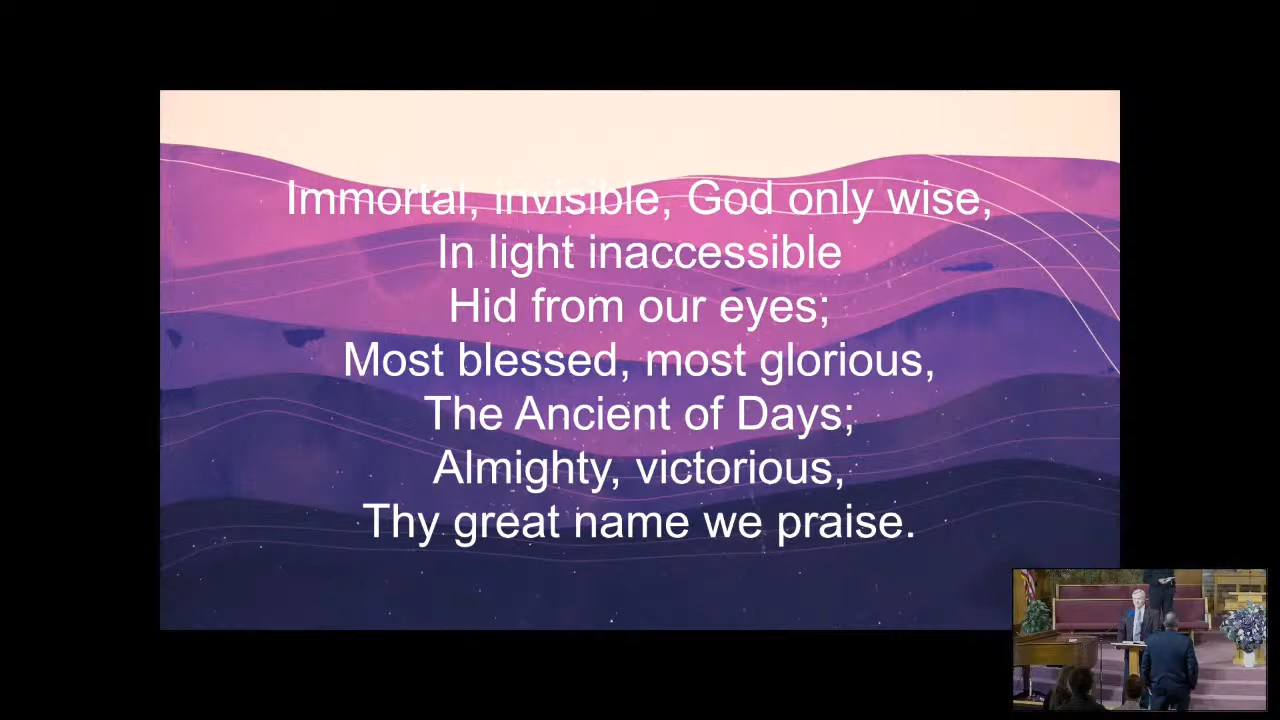 Immortal, invisible, God only wise,
In light inaccessible
Hid from our eyes;
Most blessed, most glorious,
The Ancient of Days;
Almighty, victorious,
Thy great name we praise.